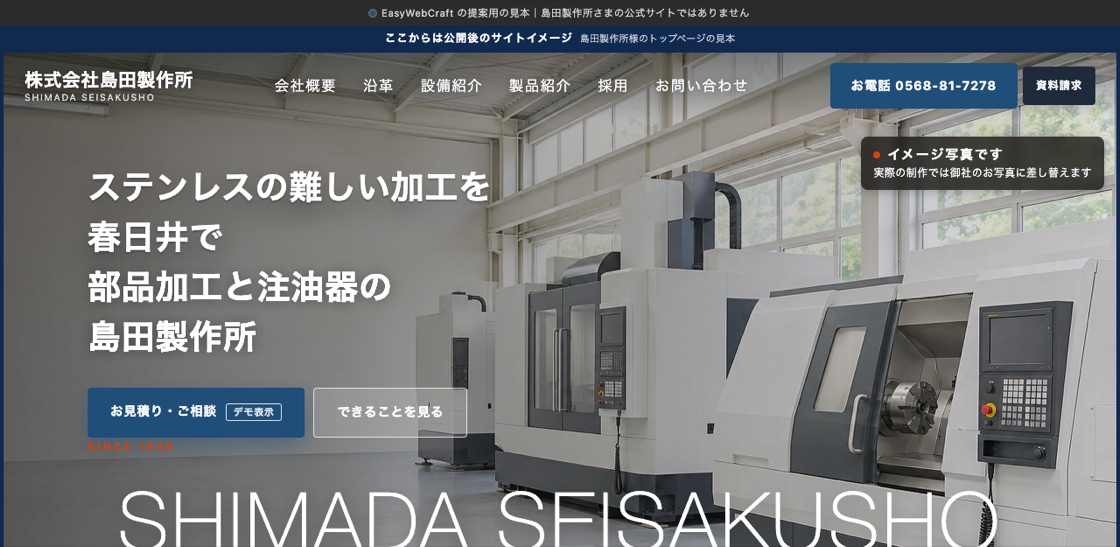 EasyWebCraft の提案用の見本｜島田製作所さまの公式サイトではありません
ここからは公開後のサイトイメージ 島田製作所様のトップページの見本
株式会社島田製作所
SHIMADA SEISAKUSHO
会社概要 沿革 設備紹介 製品紹介 採用 お問い合わせ
お電話 0568-81-7278
資料請求
イメージ写真です
実際の制作では御社のお写真に差し替えます
ステンレスの難しい加工を
春日井で
部品加工と注油器の
島田製作所
お見積り・ご相談 デモ表示
できることを見る
SINCE
SHIMADA SEISAKUSHO